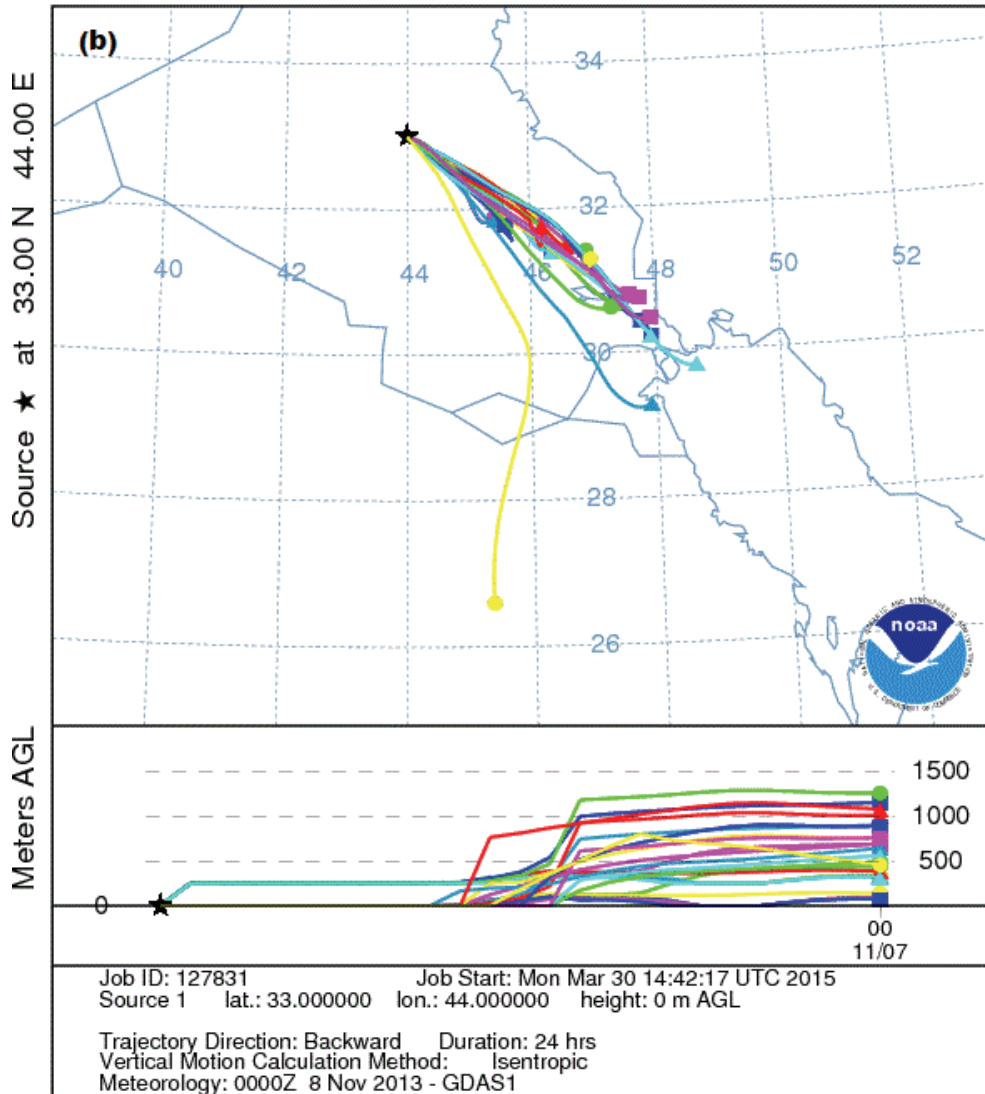 (b)
Source ★ at 33.00 N 44.00 E
34
32
40
42
44
46
48
50
52
30
28
26
noaa
Meters AGL
1500
1000
500
0
00
11/07
Job ID: 127831 Job Start: Mon Mar 30 14:42:17 UTC 2015
Source 1 lat.: 33.000000 lon.: 44.000000 height: 0 m AGL
Trajectory Direction: Backward Duration: 24 hrs
Vertical Motion Calculation Method: Isentropic
Meteorology: 0000Z 8 Nov 2013 - GDAS1